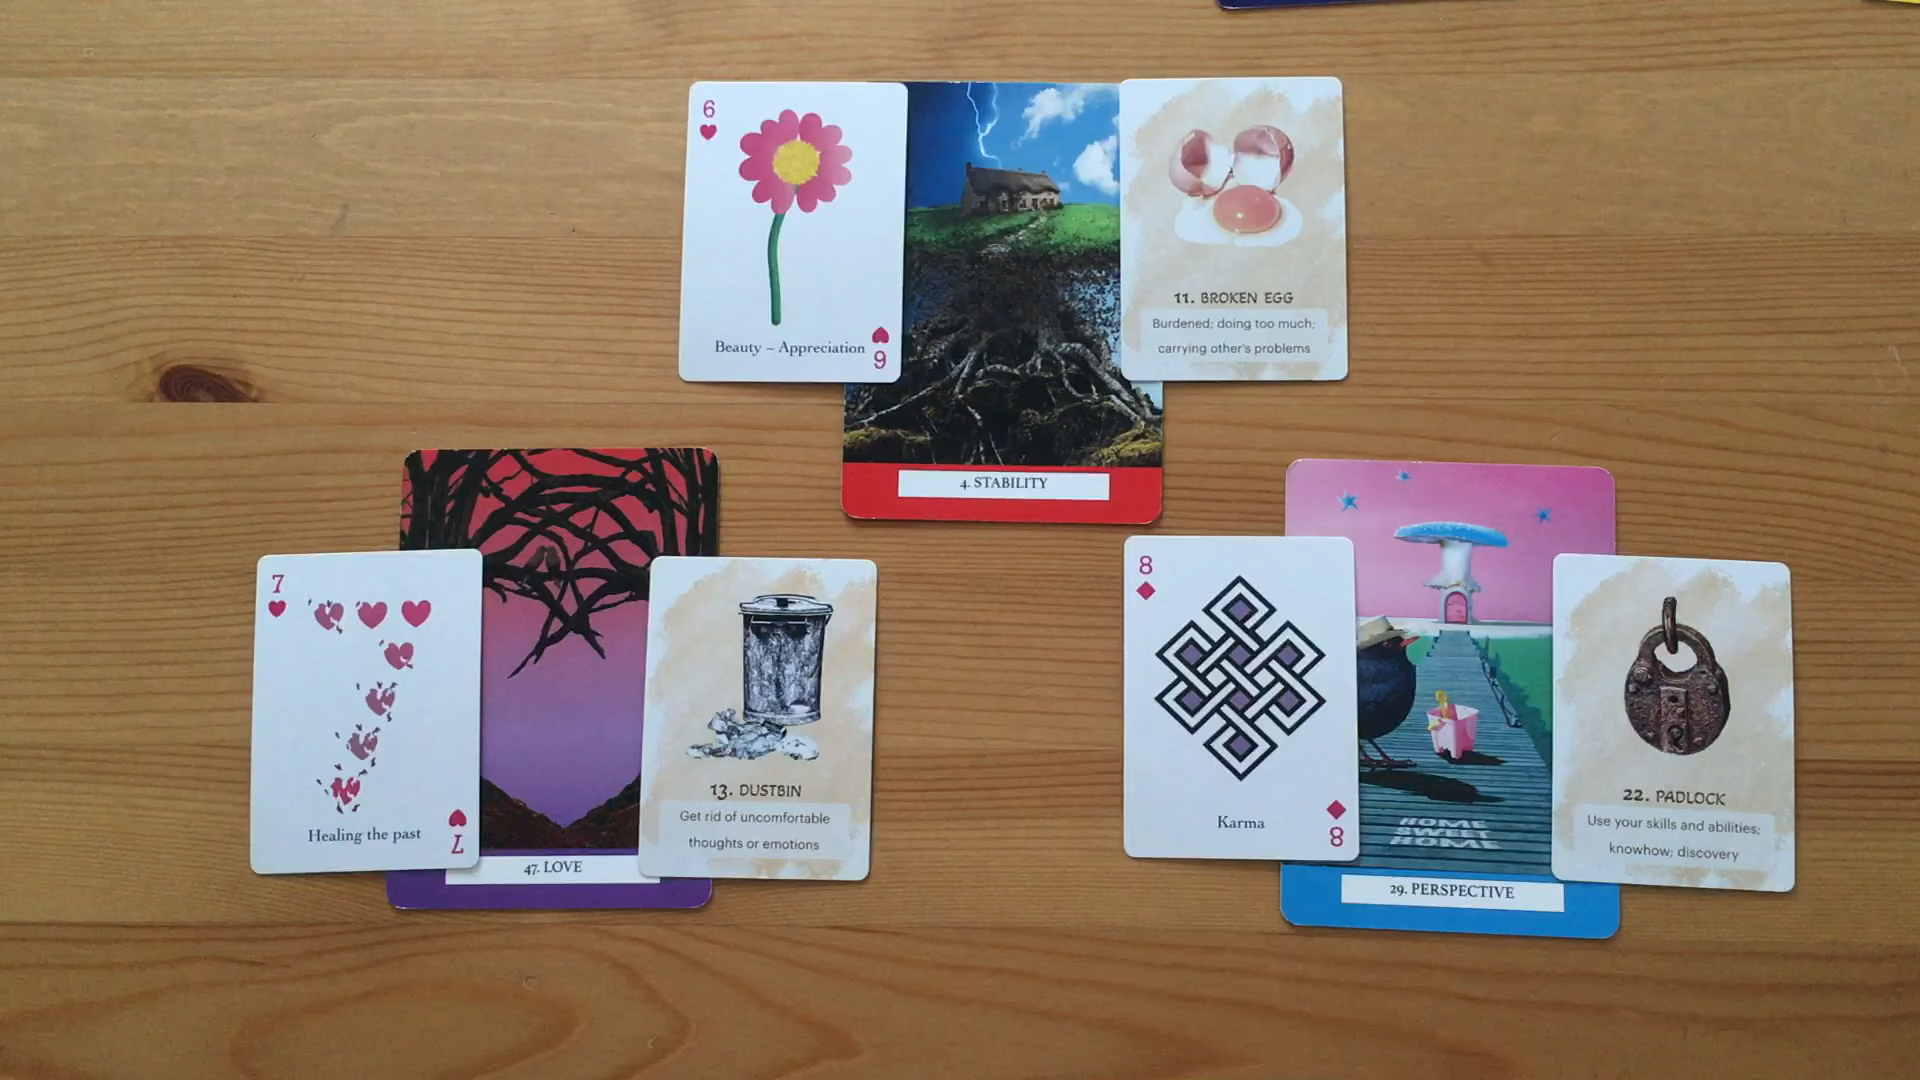 6
Beauty ~ Appreciation
6
11. BROKEN EGG
Burdened; doing too much;
carrying other's problems
4. STABILITY
7
Healing the past
7
47. LOVE
13. DUSTBIN
Get rid of uncomfortable
thoughts or emotions
8
Karma
8
HOME
SWEET
HOME
29. PERSPECTIVE
22. PADLOCK
Use your skills and abilities;
knowhow; discovery